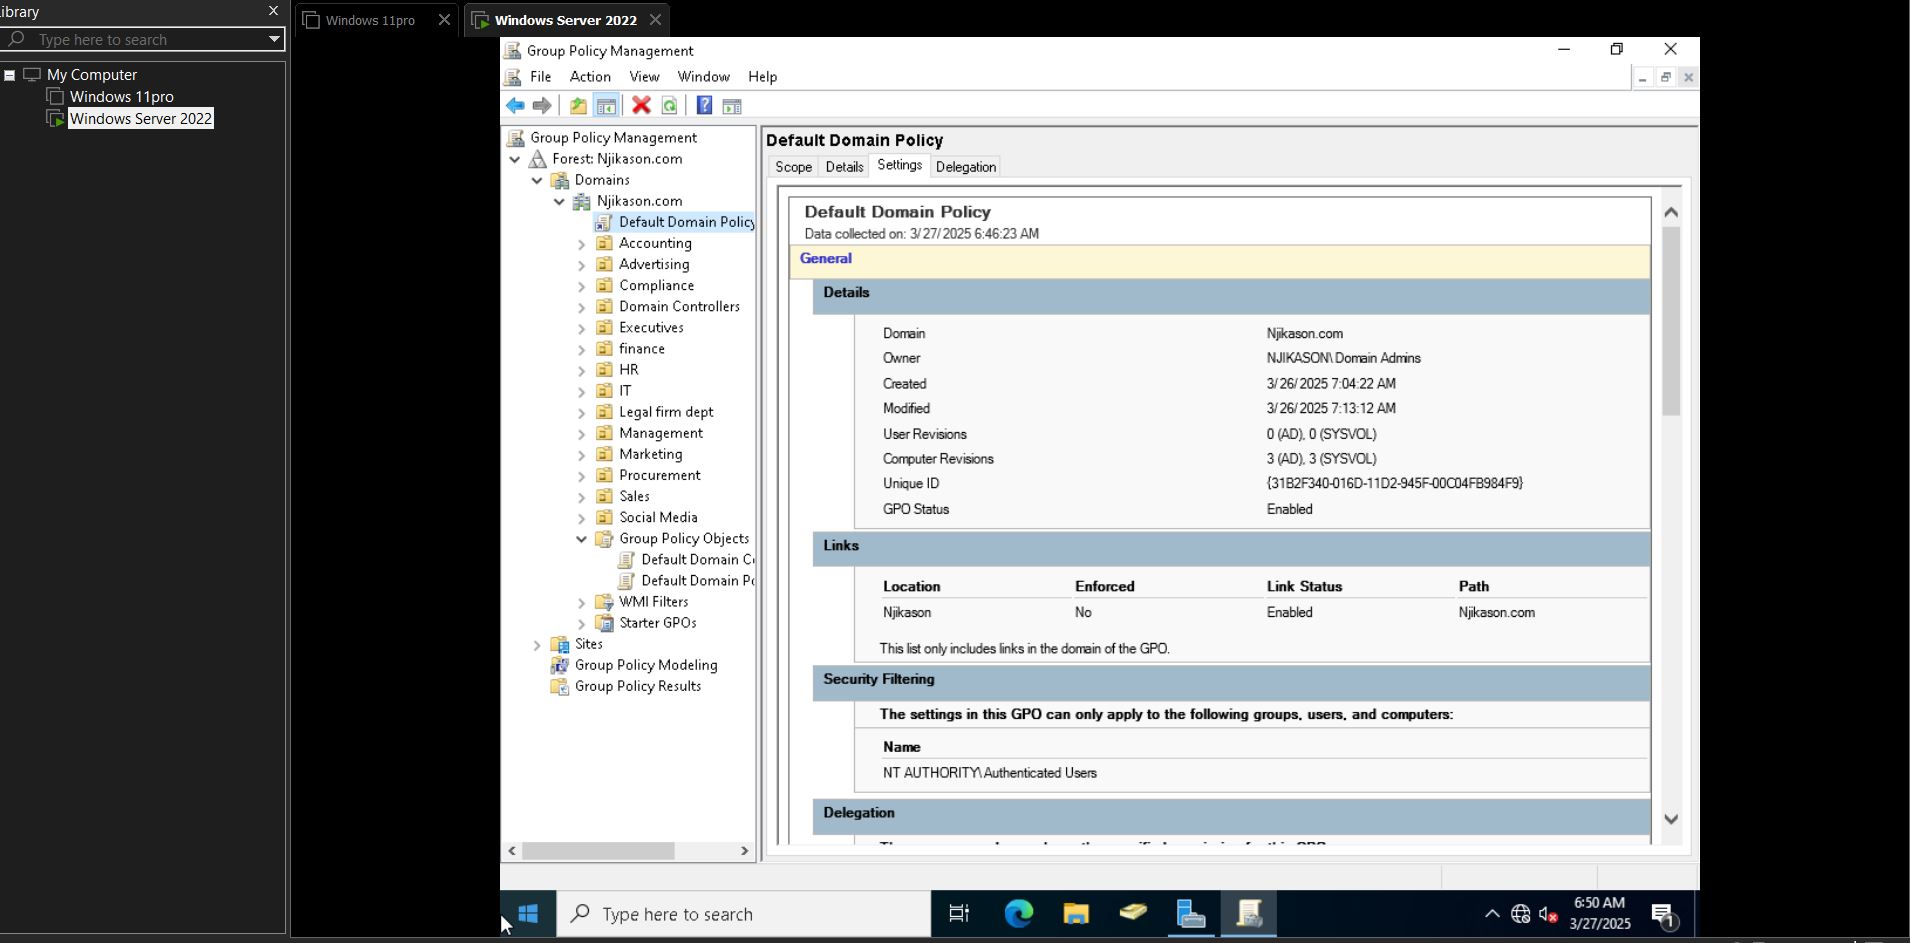 ibrary
Type here to search
My Computer
Windows 11pro
Windows Server 2022
Windows 11pro
Windows Server 2022
Group Policy Management
File Action View Window Help
Group Policy Management
Forest: Njikason.com
Domains
Njikason.com
Default Domain Policy
Accounting
Advertising
Compliance
Domain Controllers
Executives
finance
HR
IT
Legal firm dept
Management
Marketing
Procurement
Sales
Social Media
Group Policy Objects
Default Domain C
Default Domain Po
WMI Filters
Starter GPOs
Sites
Group Policy Modeling
Group Policy Results
Default Domain Policy
Scope Details Settings Delegation
Default Domain Policy
Data collected on: 3/27/2025 6:46:23 AM
General
Details
Domain Njikason.com
Owner NJIKASON\Domain Admins
Created 3/26/2025 7:04:22 AM
Modified 3/26/2025 7:13:12 AM
User Revisions 0 (AD), 0 (SYSVOL)
Computer Revisions 3 (AD), 3 (SYSVOL)
Unique ID {31B2F340-016D-11D2-945F-00C04FB984F9}
GPO Status Enabled
Links
Location Enforced Link Status Path
Njikason No Enabled Njikason.com
This list only includes links in the domain of the GPO.
Security Filtering
The settings in this GPO can only apply to the following groups, users, and computers:
Name
NT AUTHORITY\Authenticated Users
Delegation
Type here to search
6:50 AM
3/27/2025
1